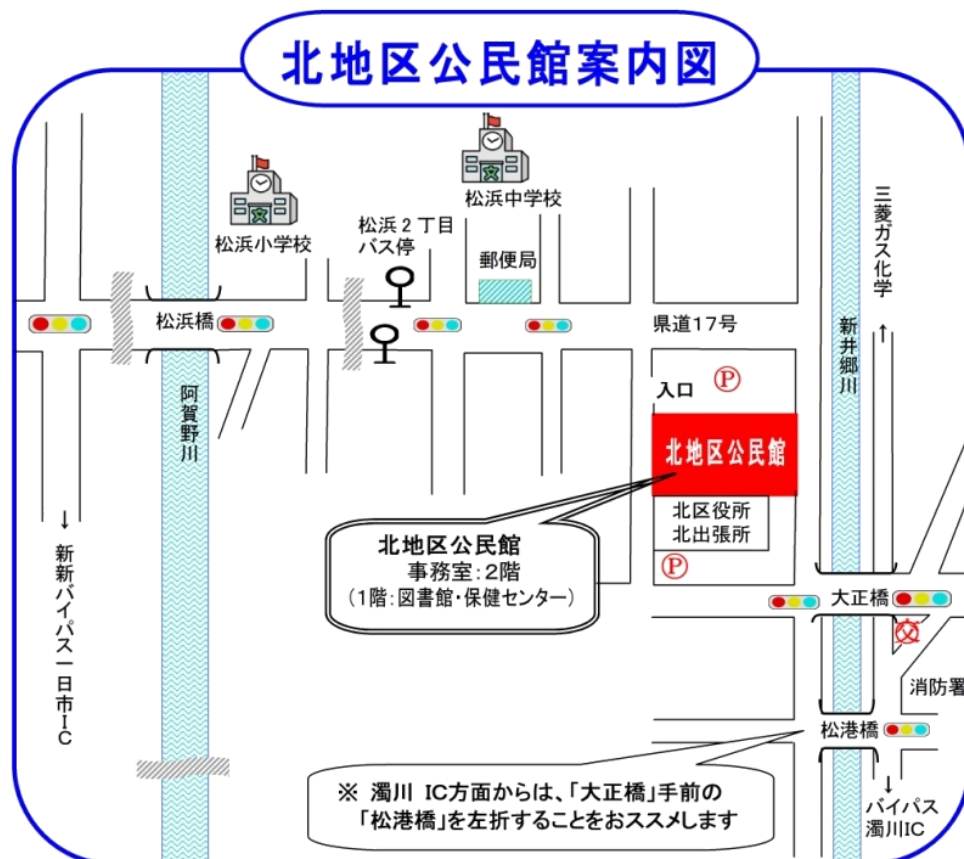 北地区公民館案内図
松浜中学校
松浜小学校
松浜2丁目
バス停
郵便局
三菱ガス化学
↑
松浜橋
県道17号
新井郷川
阿賀野川
入口
Ⓟ
北地区公民館
北区役所
北出張所
Ⓟ
北地区公民館
事務室:2階
(1階:図書館・保健センター)
大正橋
交
消防署
↓
新新バイパス一日市IC
松港橋
※ 濁川 IC方面からは、「大正橋」手前の
「松港橋」を左折することをおススメします
↓
バイパス
濁川IC